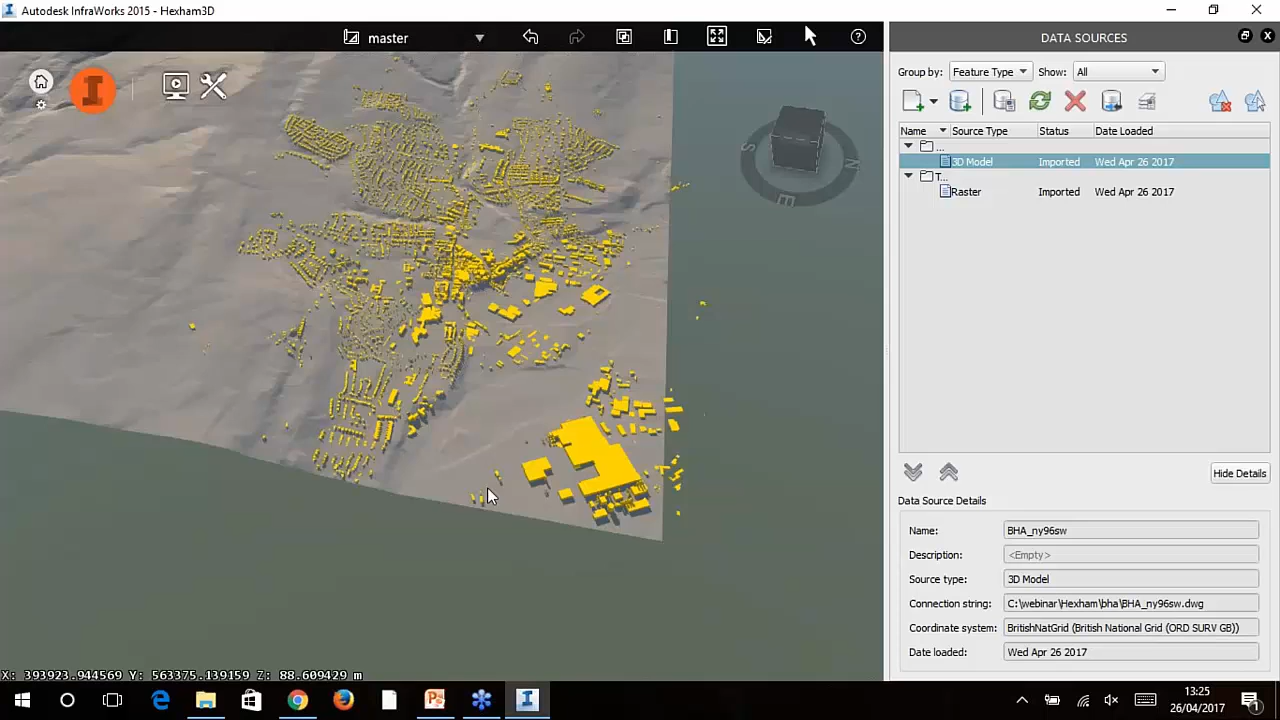 Autodesk InfraWorks 2015 - Hexham3D
master
DATA SOURCES
Group by: Feature Type Show: All
Name Source Type Status Date Loaded
...
3D Model Imported Wed Apr 26 2017
T...
Raster Imported Wed Apr 26 2017
S
N
E
Hide Details
Data Source Details
Name: BHA_ny96sw
Description: <Empty>
Source type: 3D Model
Connection string: C:\webinar\Hexham\bha\BHA_ny96sw.dwg
Coordinate system: BritishNatGrid (British National Grid (ORD SURV GB))
Date loaded: Wed Apr 26 2017
X: 393923.944569 Y: 563375.139159 Z: 88.609429 m
13:25
26/04/2017